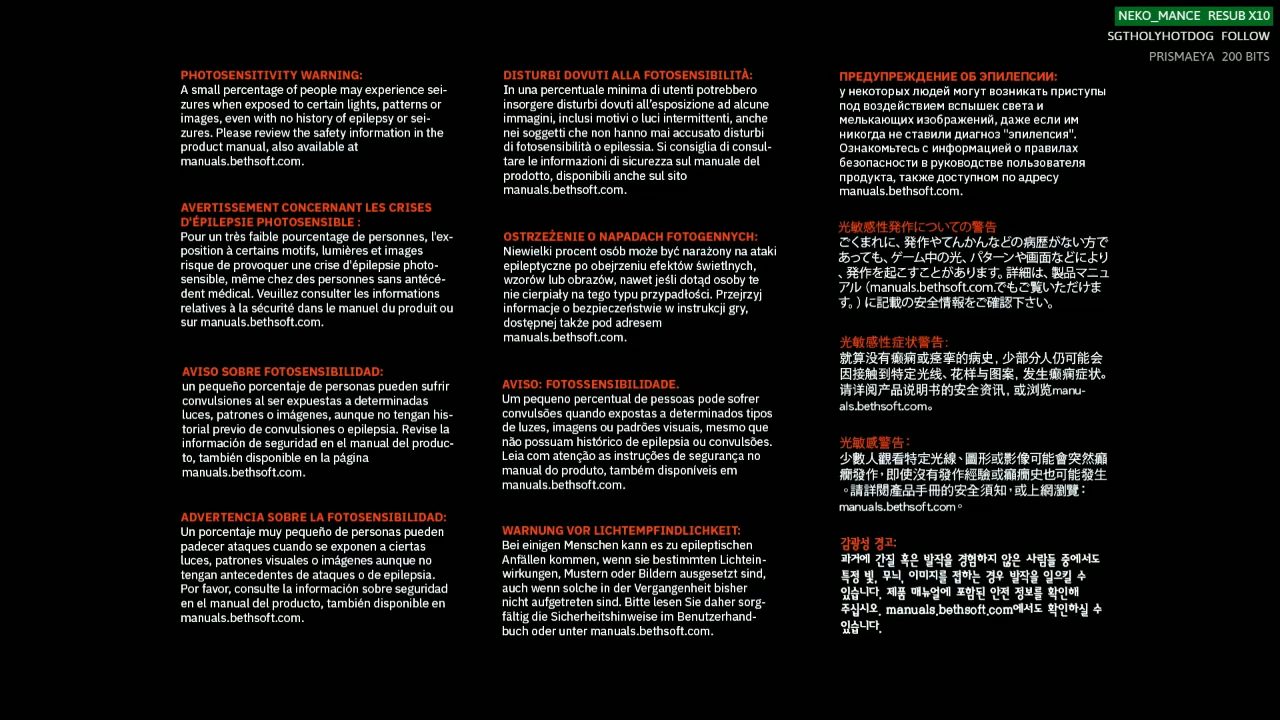 NEKO_MANCE RESUB X10
SGTHOLYHOTDOG FOLLOW
PRISMAEYA 200 BITS
PHOTOSENSITIVITY WARNING:
A small percentage of people may experience sei-
zures when exposed to certain lights, patterns or
images, even with no history of epilepsy or sei-
zures. Please review the safety information in the
product manual, also available at
manuals.bethsoft.com.
AVERTISSEMENT CONCERNANT LES CRISES
D'ÉPILEPSIE PHOTOSENSIBLE :
Pour un très faible pourcentage de personnes, l'ex-
position à certains motifs, lumières et images
risque de provoquer une crise d'épilepsie photo-
sensible, même chez des personnes sans antécé-
dent médical. Veuillez consulter les informations
relatives à la sécurité dans le manuel du produit ou
sur manuals.bethsoft.com.
AVISO SOBRE FOTOSENSIBILIDAD:
un pequeño porcentaje de personas pueden sufrir
convulsiones al ser expuestas a determinadas
luces, patrones o imágenes, aunque no tengan his-
torial previo de convulsiones o epilepsia. Revise la
información de seguridad en el manual del produc-
to, también disponible en la página
manuals.bethsoft.com.
ADVERTENCIA SOBRE LA FOTOSENSIBILIDAD:
Un porcentaje muy pequeño de personas pueden
padecer ataques cuando se exponen a ciertas
luces, patrones visuales o imágenes aunque no
tengan antecedentes de ataques o de epilepsia.
Por favor, consulte la información sobre seguridad
en el manual del producto, también disponible en
manuals.bethsoft.com.
DISTURBI DOVUTI ALLA FOTOSENSIBILITÀ:
In una percentuale minima di utenti potrebbero
insorgere disturbi dovuti all'esposizione ad alcune
immagini, inclusi motivi o luci intermittenti, anche
nei soggetti che non hanno mai accusato disturbi
di fotosensibilità o epilessia. Si consiglia di consul-
tare le informazioni di sicurezza sul manuale del
prodotto, disponibili anche sul sito
manuals.bethsoft.com.
OSTRZEŻENIE O NAPADACH FOTOGENNYCH:
Niewielki procent osób może być narażony na ataki
epileptyczne po obejrzeniu efektów świetlnych,
wzorów lub obrazów, nawet jeśli dotąd osoby te
nie cierpiały na tego typu przypadłości. Przejrzyj
informacje o bezpieczeństwie w instrukcji gry,
dostępnej także pod adresem
manuals.bethsoft.com.
AVISO: FOTOSSENSIBILIDADE.
Um pequeno percentual de pessoas pode sofrer
convulsões quando expostas a determinados tipos
de luzes, imagens ou padrões visuais, mesmo que
não possuam histórico de epilepsia ou convulsões.
Leia com atenção as instruções de segurança no
manual do produto, também disponíveis em
manuals.bethsoft.com.
WARNUNG VOR LICHTEMPFINDLICHKEIT:
Bei einigen Menschen kann es zu epileptischen
Anfällen kommen, wenn sie bestimmten Lichtein-
wirkungen, Mustern oder Bildern ausgesetzt sind,
auch wenn solche in der Vergangenheit bisher
nicht aufgetreten sind. Bitte lesen Sie daher sorg-
fältig die Sicherheitshinweise im Benutzerhand-
buch oder unter manuals.bethsoft.com.
ПРЕДУПРЕЖДЕНИЕ ОБ ЭПИЛЕПСИИ:
у некоторых людей могут возникать приступы
под воздействием вспышек света и
мелькающих изображений, даже если им
никогда не ставили диагноз "эпилепсия".
Ознакомьтесь с информацией о правилах
безопасности в руководстве пользователя
продукта, также доступном по адресу
manuals.bethsoft.com.
光敏感性発作についての警告
ごくまれに、発作やてんかんなどの病歴がない方で
あっても、ゲーム中の光、パターンや画面などにより
、発作を起こすことがあります。詳細は、製品マニュ
アル（manuals.bethsoft.comでもご覧いただけま
す。）に記載の安全情報をご確認下さい。
光敏感性症状警告：
就算没有癫痫或痉挛的病史，少部分人仍可能会
因接触到特定光线、花样与图案，发生癫痫症状。
请详阅产品说明书的安全资讯，或浏览manu-
als.bethsoft.com。
光敏感警告：
少數人觀看特定光線、圖形或影像可能會突然癲
癇發作，即使沒有發作經驗或癲癇史也可能發生
。請詳閱產品手冊的安全須知，或上網瀏覽：
manuals.bethsoft.com。
감광성 경고:
과거에 간질 혹은 발작을 경험하지 않은 사람들 중에서도
특정 빛, 무늬, 이미지를 접하는 경우 발작을 일으킬 수
있습니다. 제품 매뉴얼에 포함된 안전 정보를 확인해
주십시오. manuals.bethsoft.com에서도 확인하실 수
있습니다.